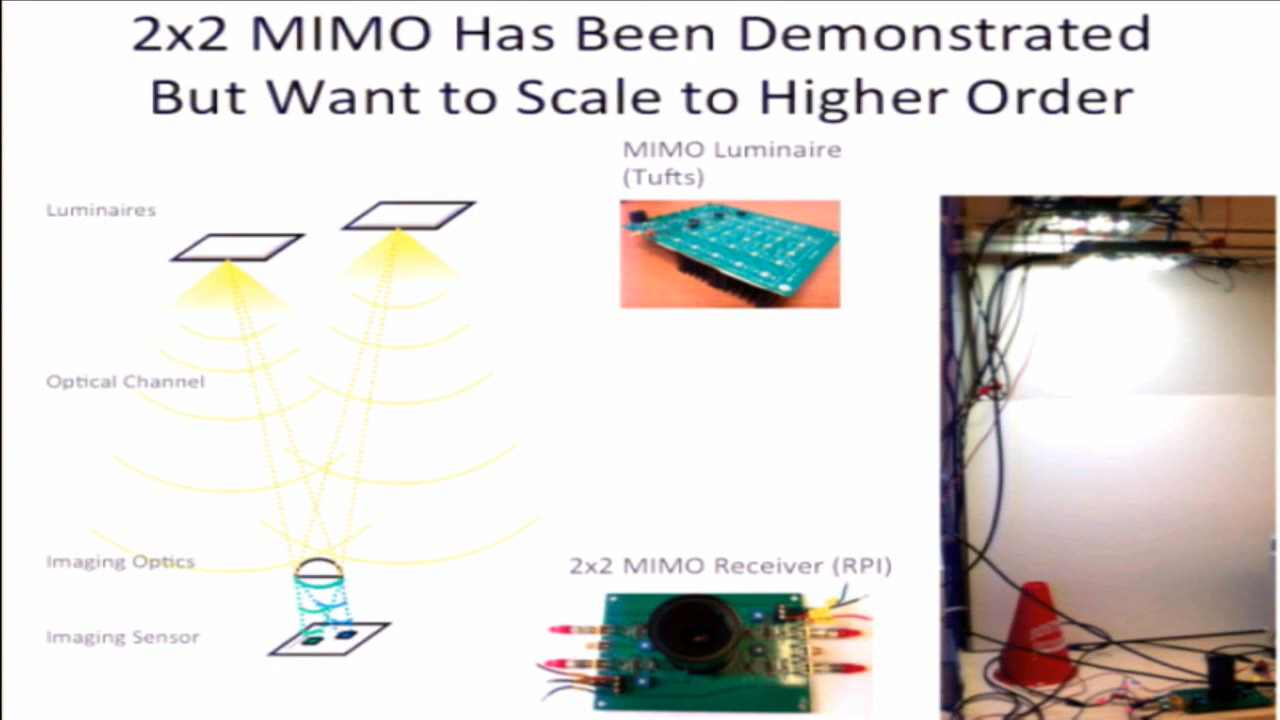 2x2 MIMO Has Been Demonstrated
But Want to Scale to Higher Order
MIMO Luminaire
(Tufts)
Luminaires
Optical Channel
Imaging Optics
2x2 MIMO Receiver (RPI)
Imaging Sensor